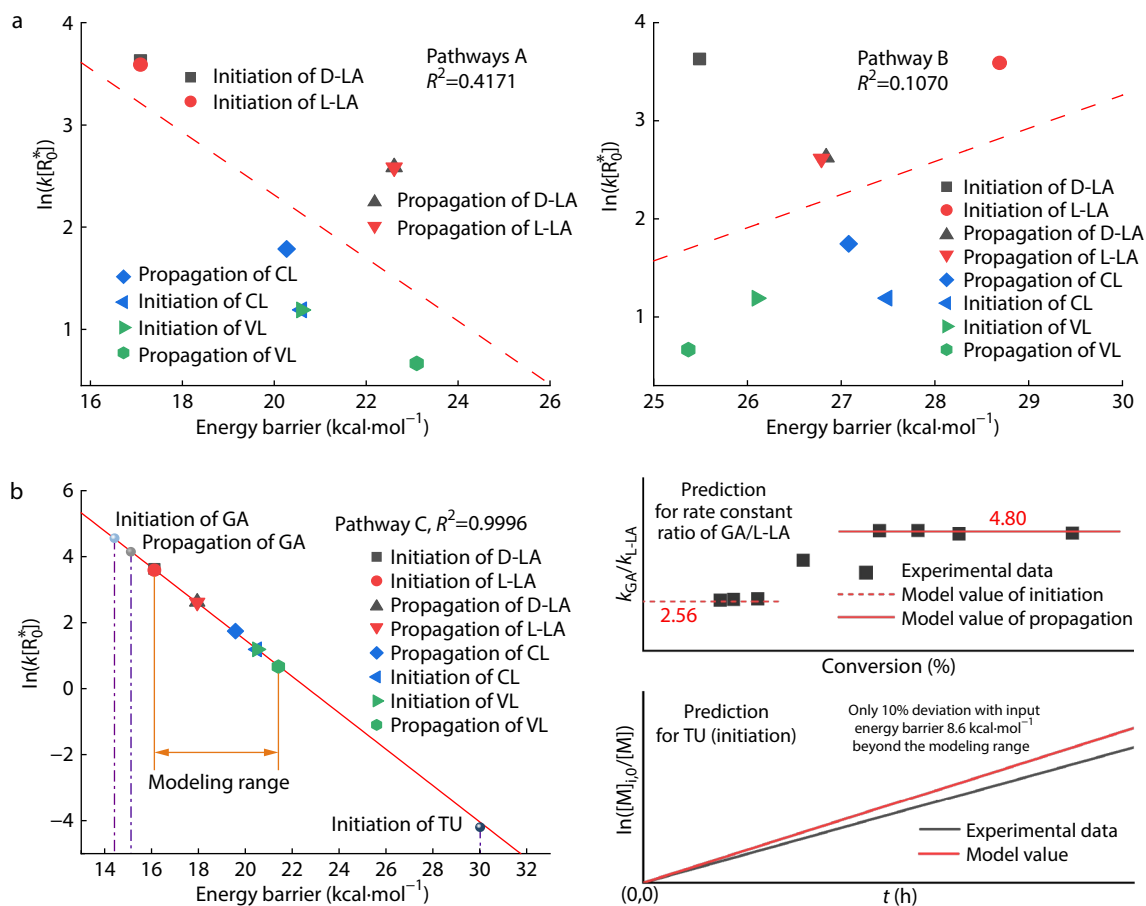 a
4
3
2
1
ln(k[R₀*])
16
18
20
22
24
26
Energy barrier (kcal·mol⁻¹)
Pathways A
R²=0.4171
Initiation of D-LA
Initiation of L-LA
Propagation of D-LA
Propagation of L-LA
Propagation of CL
Initiation of CL
Initiation of VL
Propagation of VL
4
3
2
1
ln(k[R₀*])
25
26
27
28
29
30
Energy barrier (kcal·mol⁻¹)
Pathway B
R²=0.1070
Initiation of D-LA
Initiation of L-LA
Propagation of D-LA
Propagation of L-LA
Propagation of CL
Initiation of CL
Initiation of VL
Propagation of VL
b
6
4
2
0
−2
−4
ln(k[R₀*])
14
16
18
20
22
24
26
28
30
32
Energy barrier (kcal·mol⁻¹)
Initiation of GA
Propagation of GA
Pathway C, R²=0.9996
Initiation of D-LA
Initiation of L-LA
Propagation of D-LA
Propagation of L-LA
Propagation of CL
Initiation of CL
Initiation of VL
Propagation of VL
Modeling range
Initiation of TU
k_GA/k_L-LA
Prediction
for rate constant
ratio of GA/L-LA
4.80
2.56
Experimental data
Model value of initiation
Model value of propagation
Conversion (%)
ln([M]i,0/[M])
Prediction
for TU (initiation)
Only 10% deviation with input
energy barrier 8.6 kcal·mol⁻¹
beyond the modeling range
Experimental data
Model value
(0,0)
t (h)